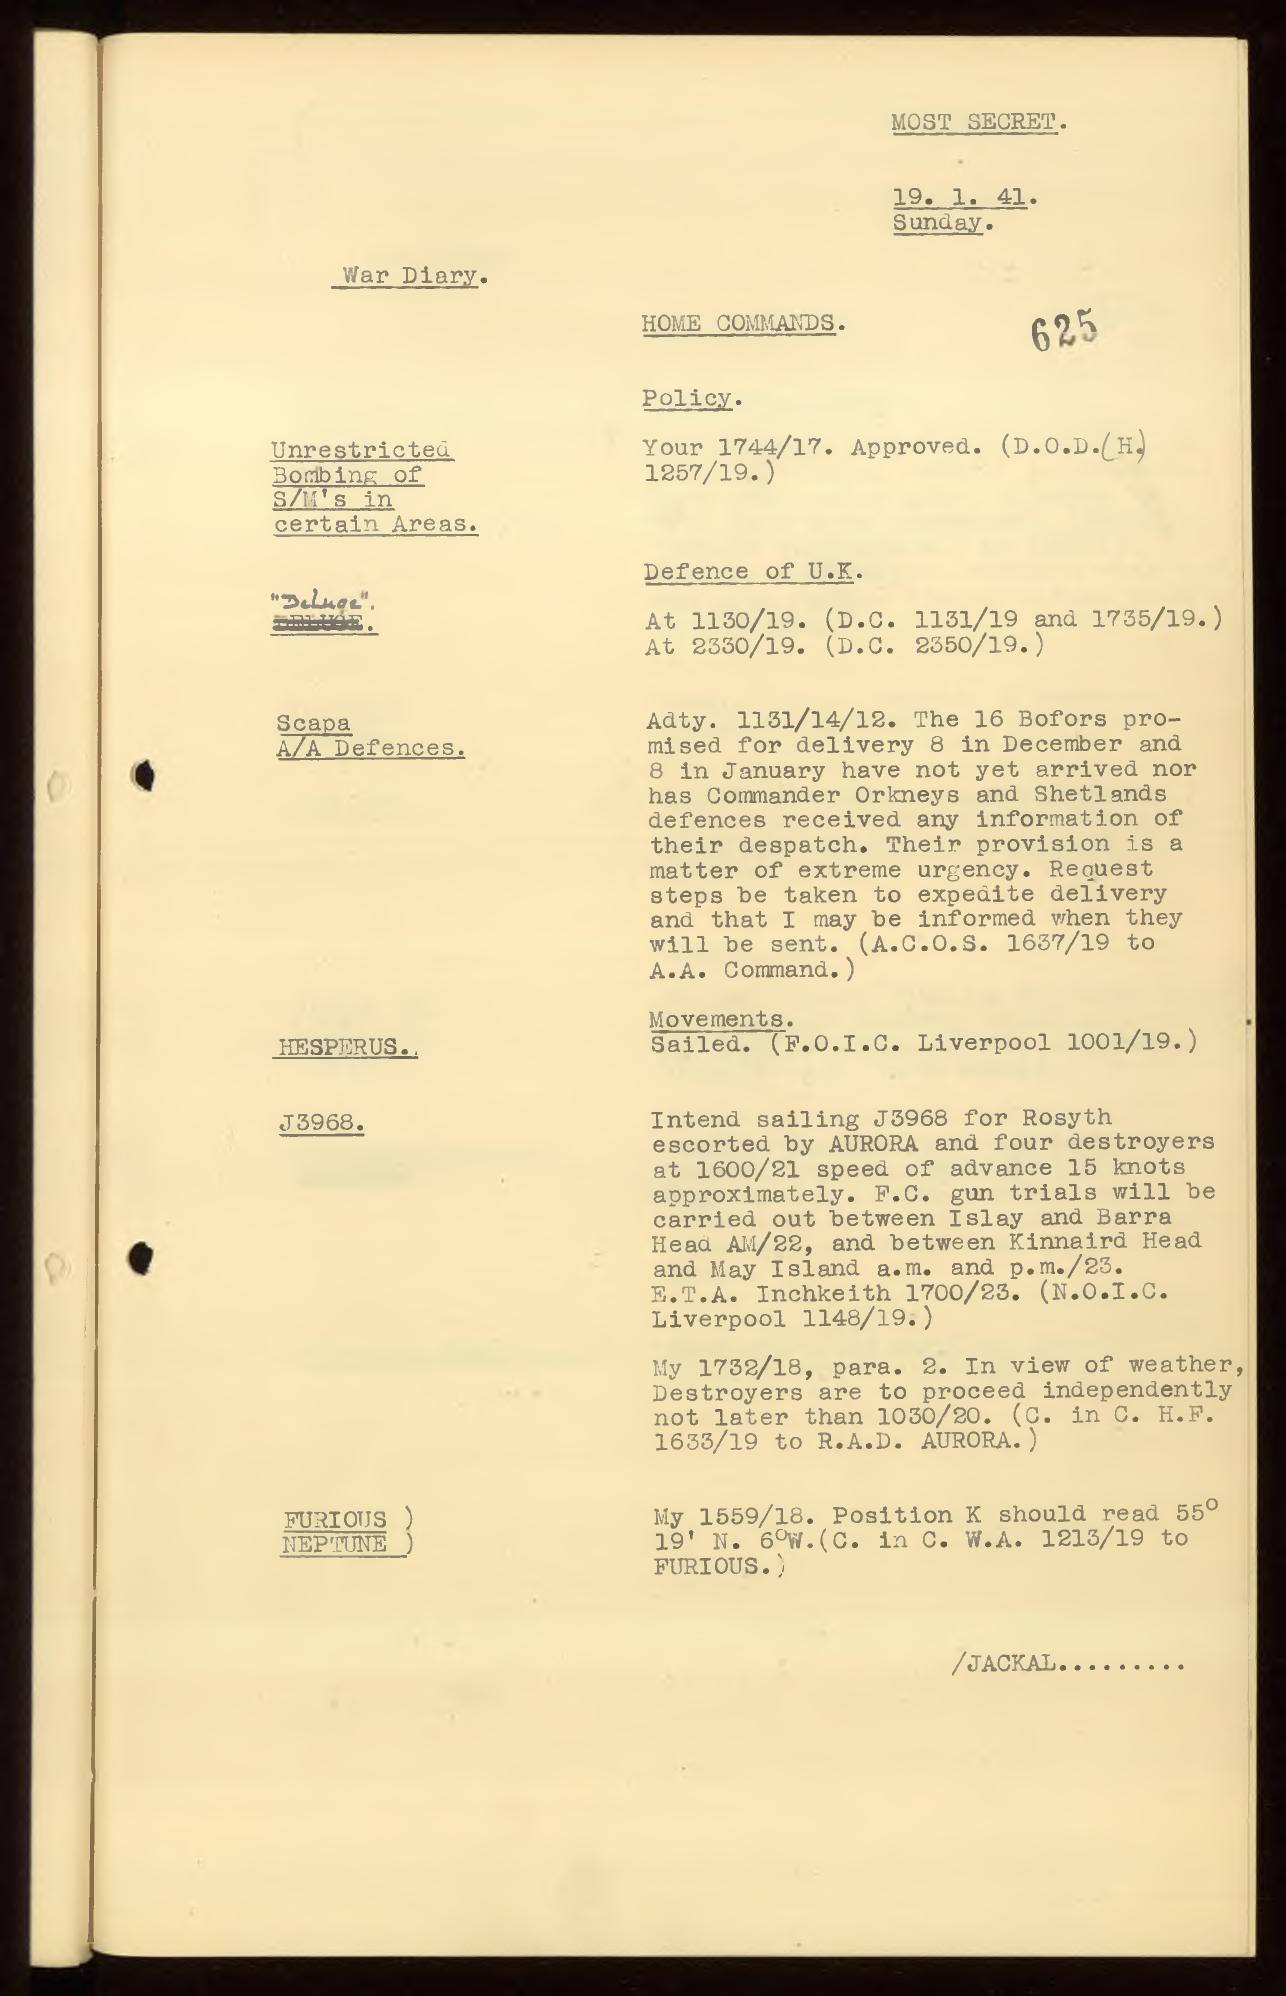 MOST SECRET.
19. 1. 41.
Sunday.
War Diary.
HOME COMMANDS.
625
Policy.
Unrestricted
Bombing of
S/M's in
certain Areas.
Your 1744/17. Approved. (D.O.D.(H.)
1257/19.)
Defence of U.K.
"Deluge".
DELUGE.
At 1130/19. (D.C. 1131/19 and 1735/19.)
At 2330/19. (D.C. 2350/19.)
Scapa
A/A Defences.
Adty. 1131/14/12. The 16 Bofors pro-
mised for delivery 8 in December and
8 in January have not yet arrived nor
has Commander Orkneys and Shetlands
defences received any information of
their despatch. Their provision is a
matter of extreme urgency. Request
steps be taken to expedite delivery
and that I may be informed when they
will be sent. (A.C.O.S. 1637/19 to
A.A. Command.)
Movements.
HESPERUS..
Sailed. (F.O.I.C. Liverpool 1001/19.)
J3968.
Intend sailing J3968 for Rosyth
escorted by AURORA and four destroyers
at 1600/21 speed of advance 15 knots
approximately. F.C. gun trials will be
carried out between Islay and Barra
Head AM/22, and between Kinnaird Head
and May Island a.m. and p.m./23.
E.T.A. Inchkeith 1700/23. (N.O.I.C.
Liverpool 1148/19.)
My 1732/18, para. 2. In view of weather,
Destroyers are to proceed independently
not later than 1030/20. (C. in C. H.F.
1633/19 to R.A.D. AURORA.)
FURIOUS )
NEPTUNE )
My 1559/18. Position K should read 55°
19' N. 6°W.(C. in C. W.A. 1213/19 to
FURIOUS.)
/JACKAL.........